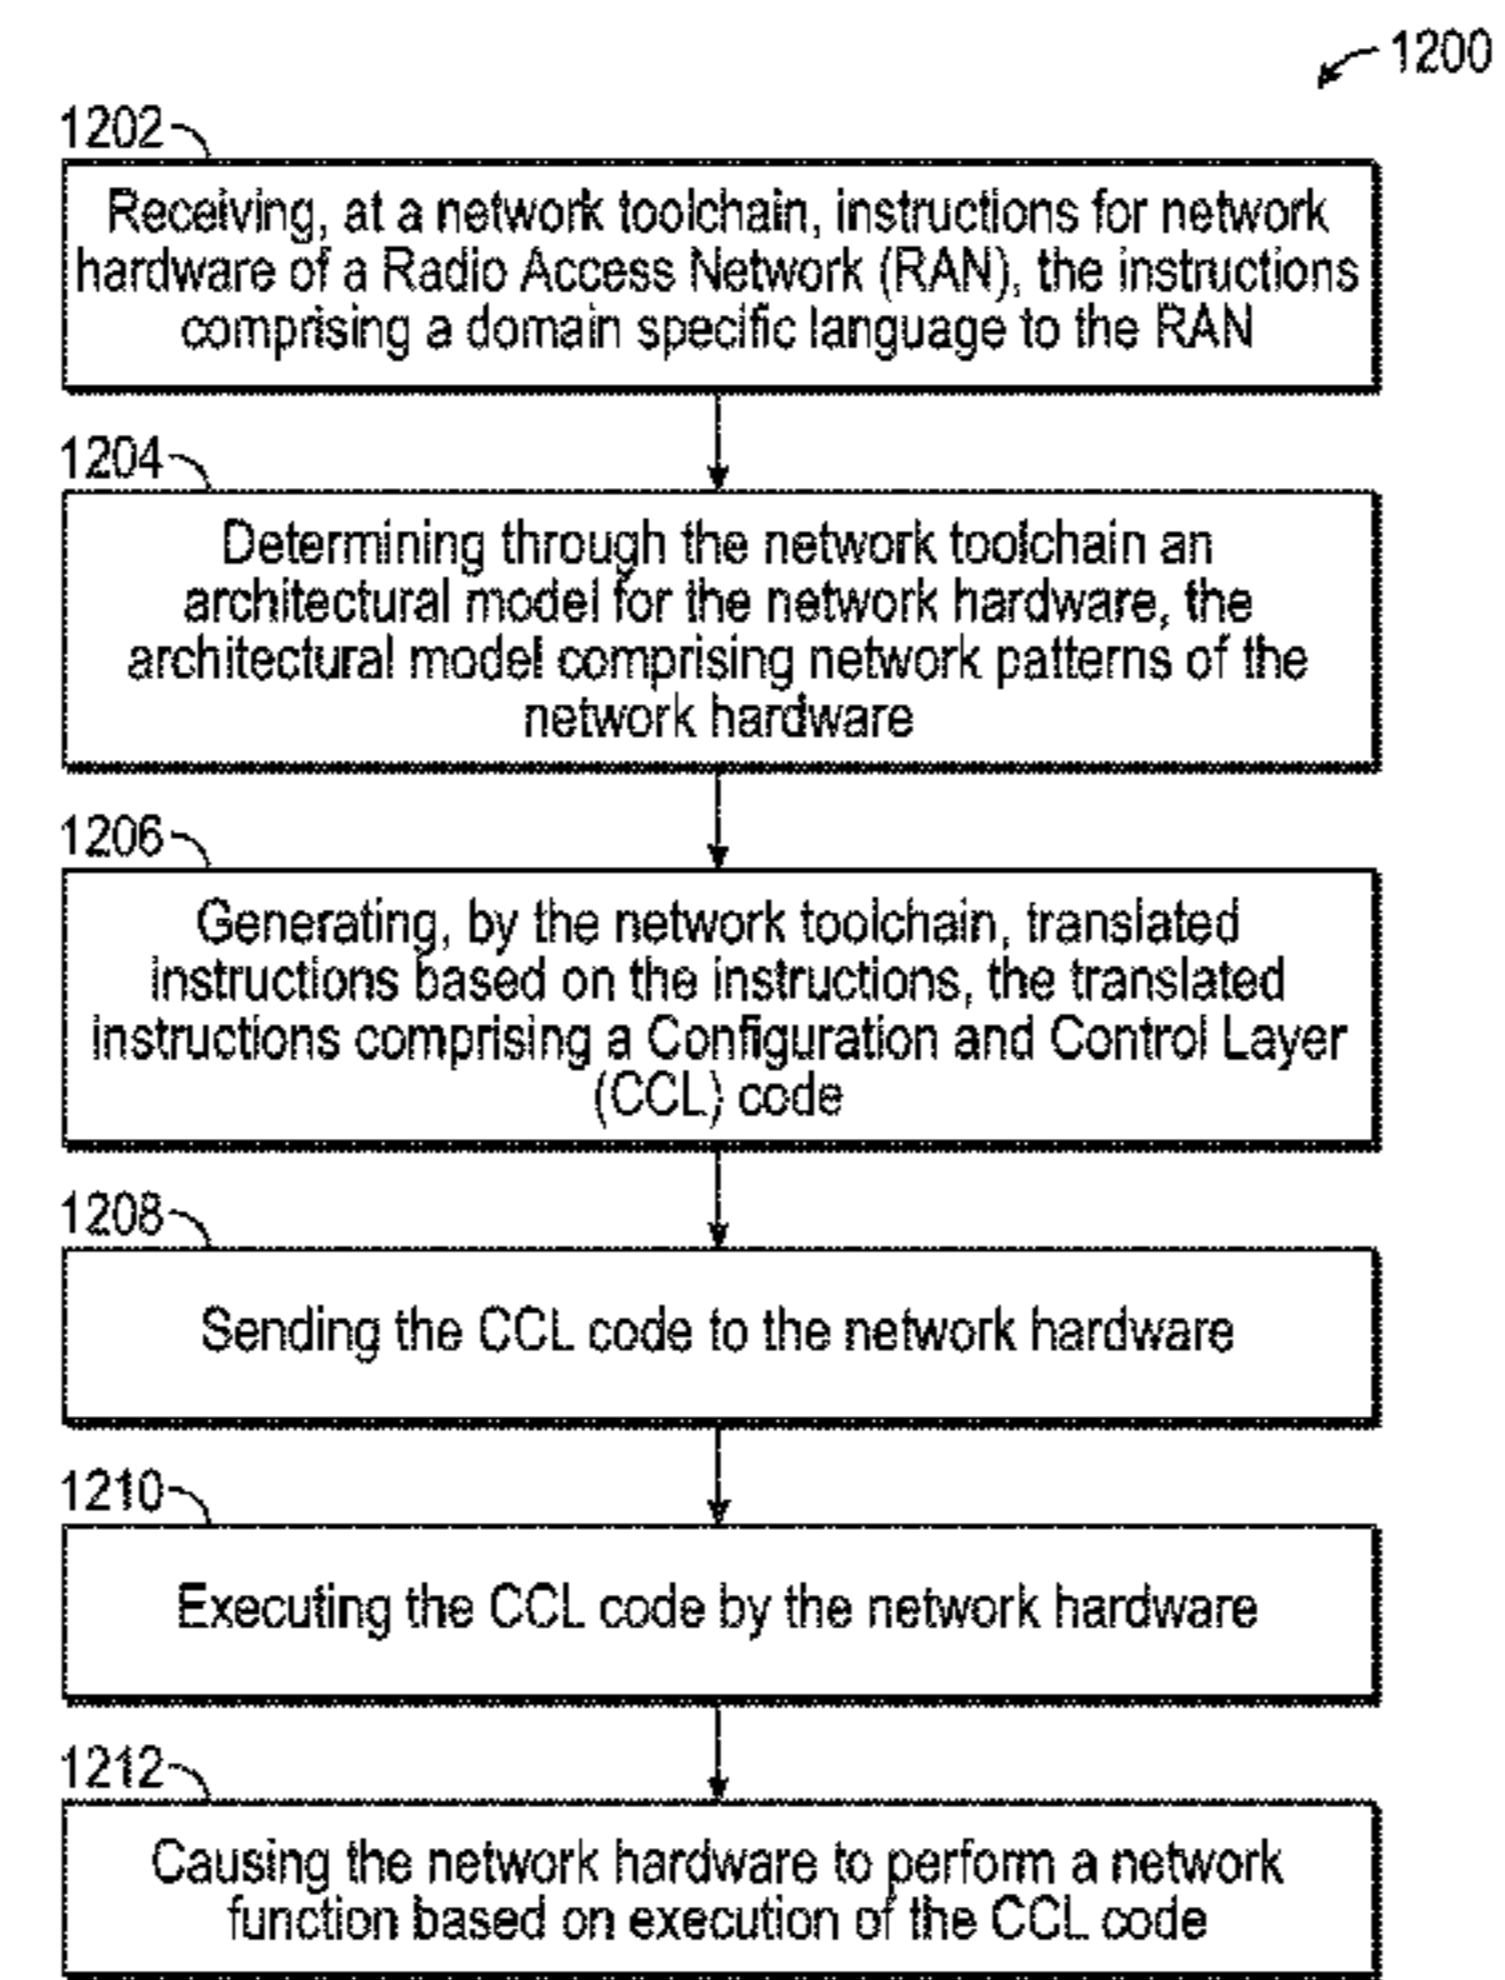 1200
1202
Receiving, at a network toolchain, instructions for network
hardware of a Radio Access Network (RAN), the instructions
comprising a domain specific language to the RAN
1204
Determining through the network toolchain an
architectural model for the network hardware, the
architectural model comprising network patterns of the
network hardware
1206
Generating, by the network toolchain, translated
instructions based on the instructions, the translated
instructions comprising a Configuration and Control Layer
(CCL) code
1208
Sending the CCL code to the network hardware
1210
Executing the CCL code by the network hardware
1212
Causing the network hardware to perform a network
function based on execution of the CCL code